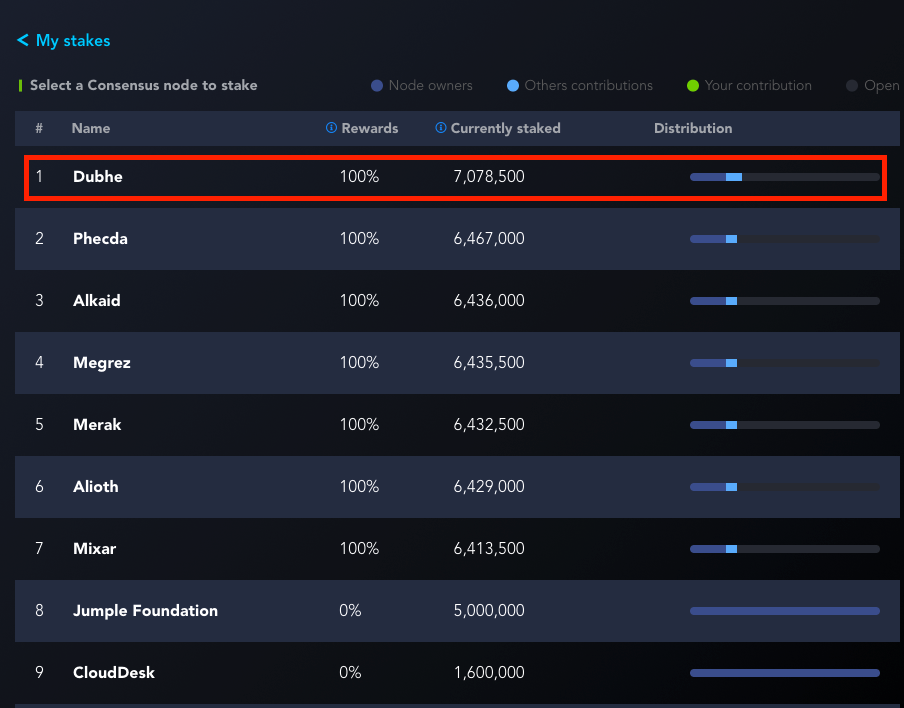 < My stakes
Select a Consensus node to stake Node owners Others contributions Your contribution Open
# Name Rewards Currently staked Distribution
1 Dubhe 100% 7,078,500
2 Phecda 100% 6,467,000
3 Alkaid 100% 6,436,000
4 Megrez 100% 6,435,500
5 Merak 100% 6,432,500
6 Alioth 100% 6,429,000
7 Mixar 100% 6,413,500
8 Jumple Foundation 0% 5,000,000
9 CloudDesk 0% 1,600,000